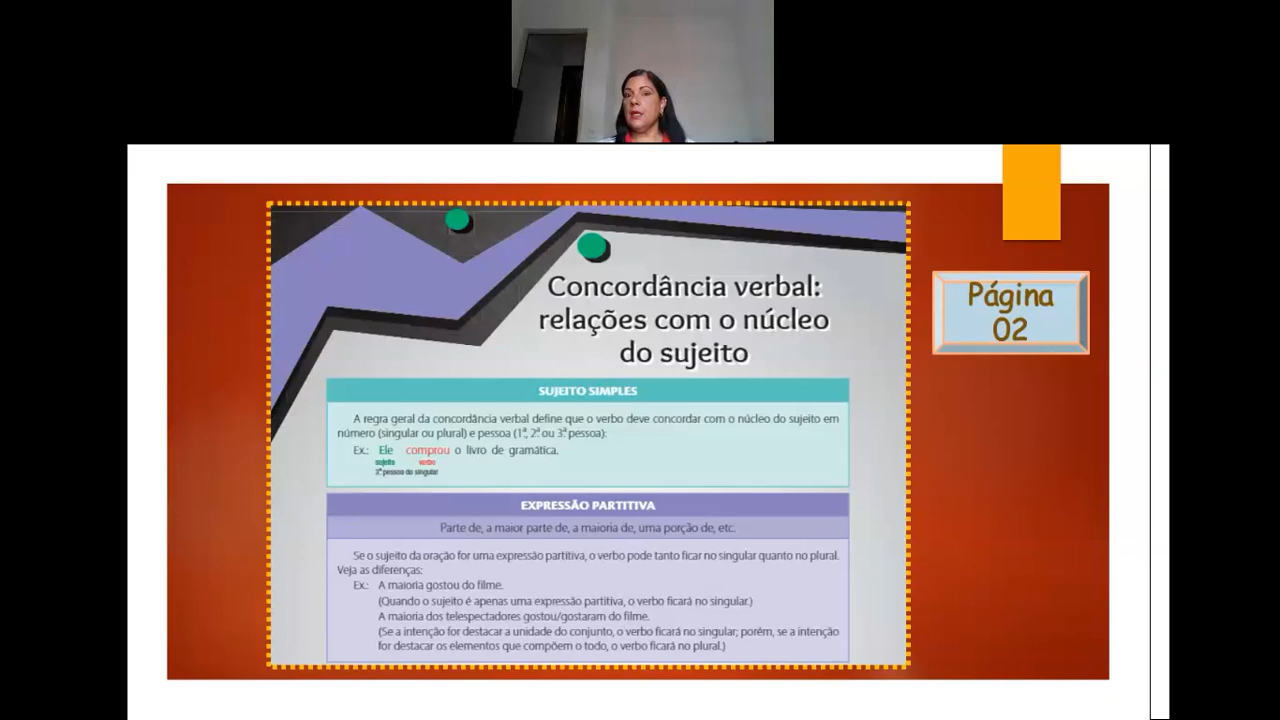 Concordância verbal:
relações com o núcleo
do sujeito
Página
02
SUJEITO SIMPLES
A regra geral da concordância verbal define que o verbo deve concordar com o núcleo do sujeito em
número (singular ou plural) e pessoa (1ª, 2ª ou 3ª pessoa):
Ex.: Ele comprou o livro de gramática.
sujeito verbo
3ª pessoa do singular
EXPRESSÃO PARTITIVA
Parte de, a maior parte de, a maioria de, uma porção de, etc.
Se o sujeito da oração for uma expressão partitiva, o verbo pode tanto ficar no singular quanto no plural.
Veja as diferenças:
Ex.: A maioria gostou do filme.
(Quando o sujeito é apenas uma expressão partitiva, o verbo ficará no singular.)
A maioria dos telespectadores gostou/gostaram do filme.
(Se a intenção for destacar a unidade do conjunto, o verbo ficará no singular; porém, se a intenção
for destacar os elementos que compõem o todo, o verbo ficará no plural.)